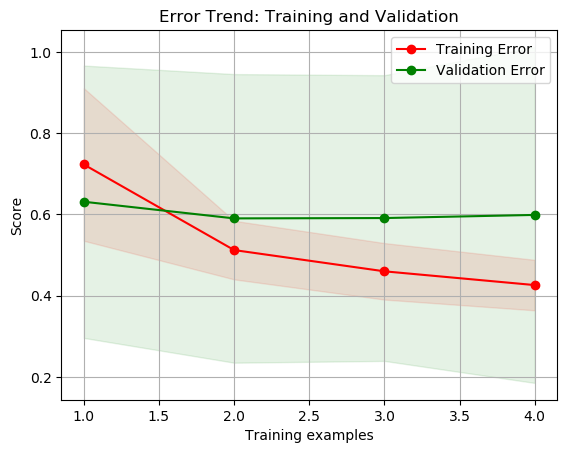 Error Trend: Training and Validation
1.0
0.8
0.6
0.4
0.2
Score
Training Error
Validation Error
1.0 1.5 2.0 2.5 3.0 3.5 4.0
Training examples